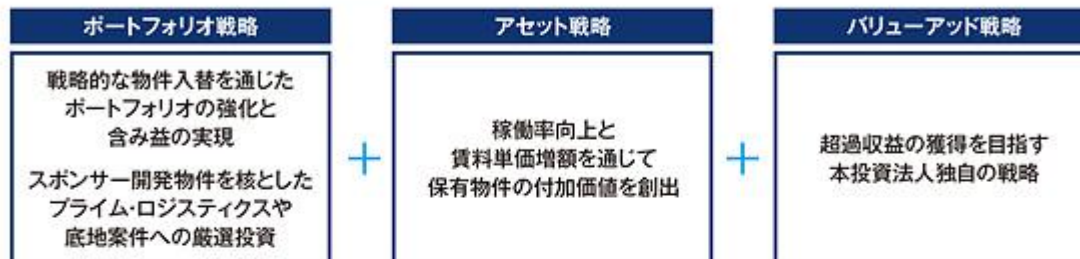 ポートフォリオ戦略
戦略的な物件入替を通じた
ポートフォリオの強化と
含み益の実現
スポンサー開発物件を核とした
プライム・ロジスティクスや
底地案件への厳選投資
+
アセット戦略
稼働率向上と
賃料単価増額を通じて
保有物件の付加価値を創出
+
バリューアッド戦略
超過収益の獲得を目指す
本投資法人独自の戦略